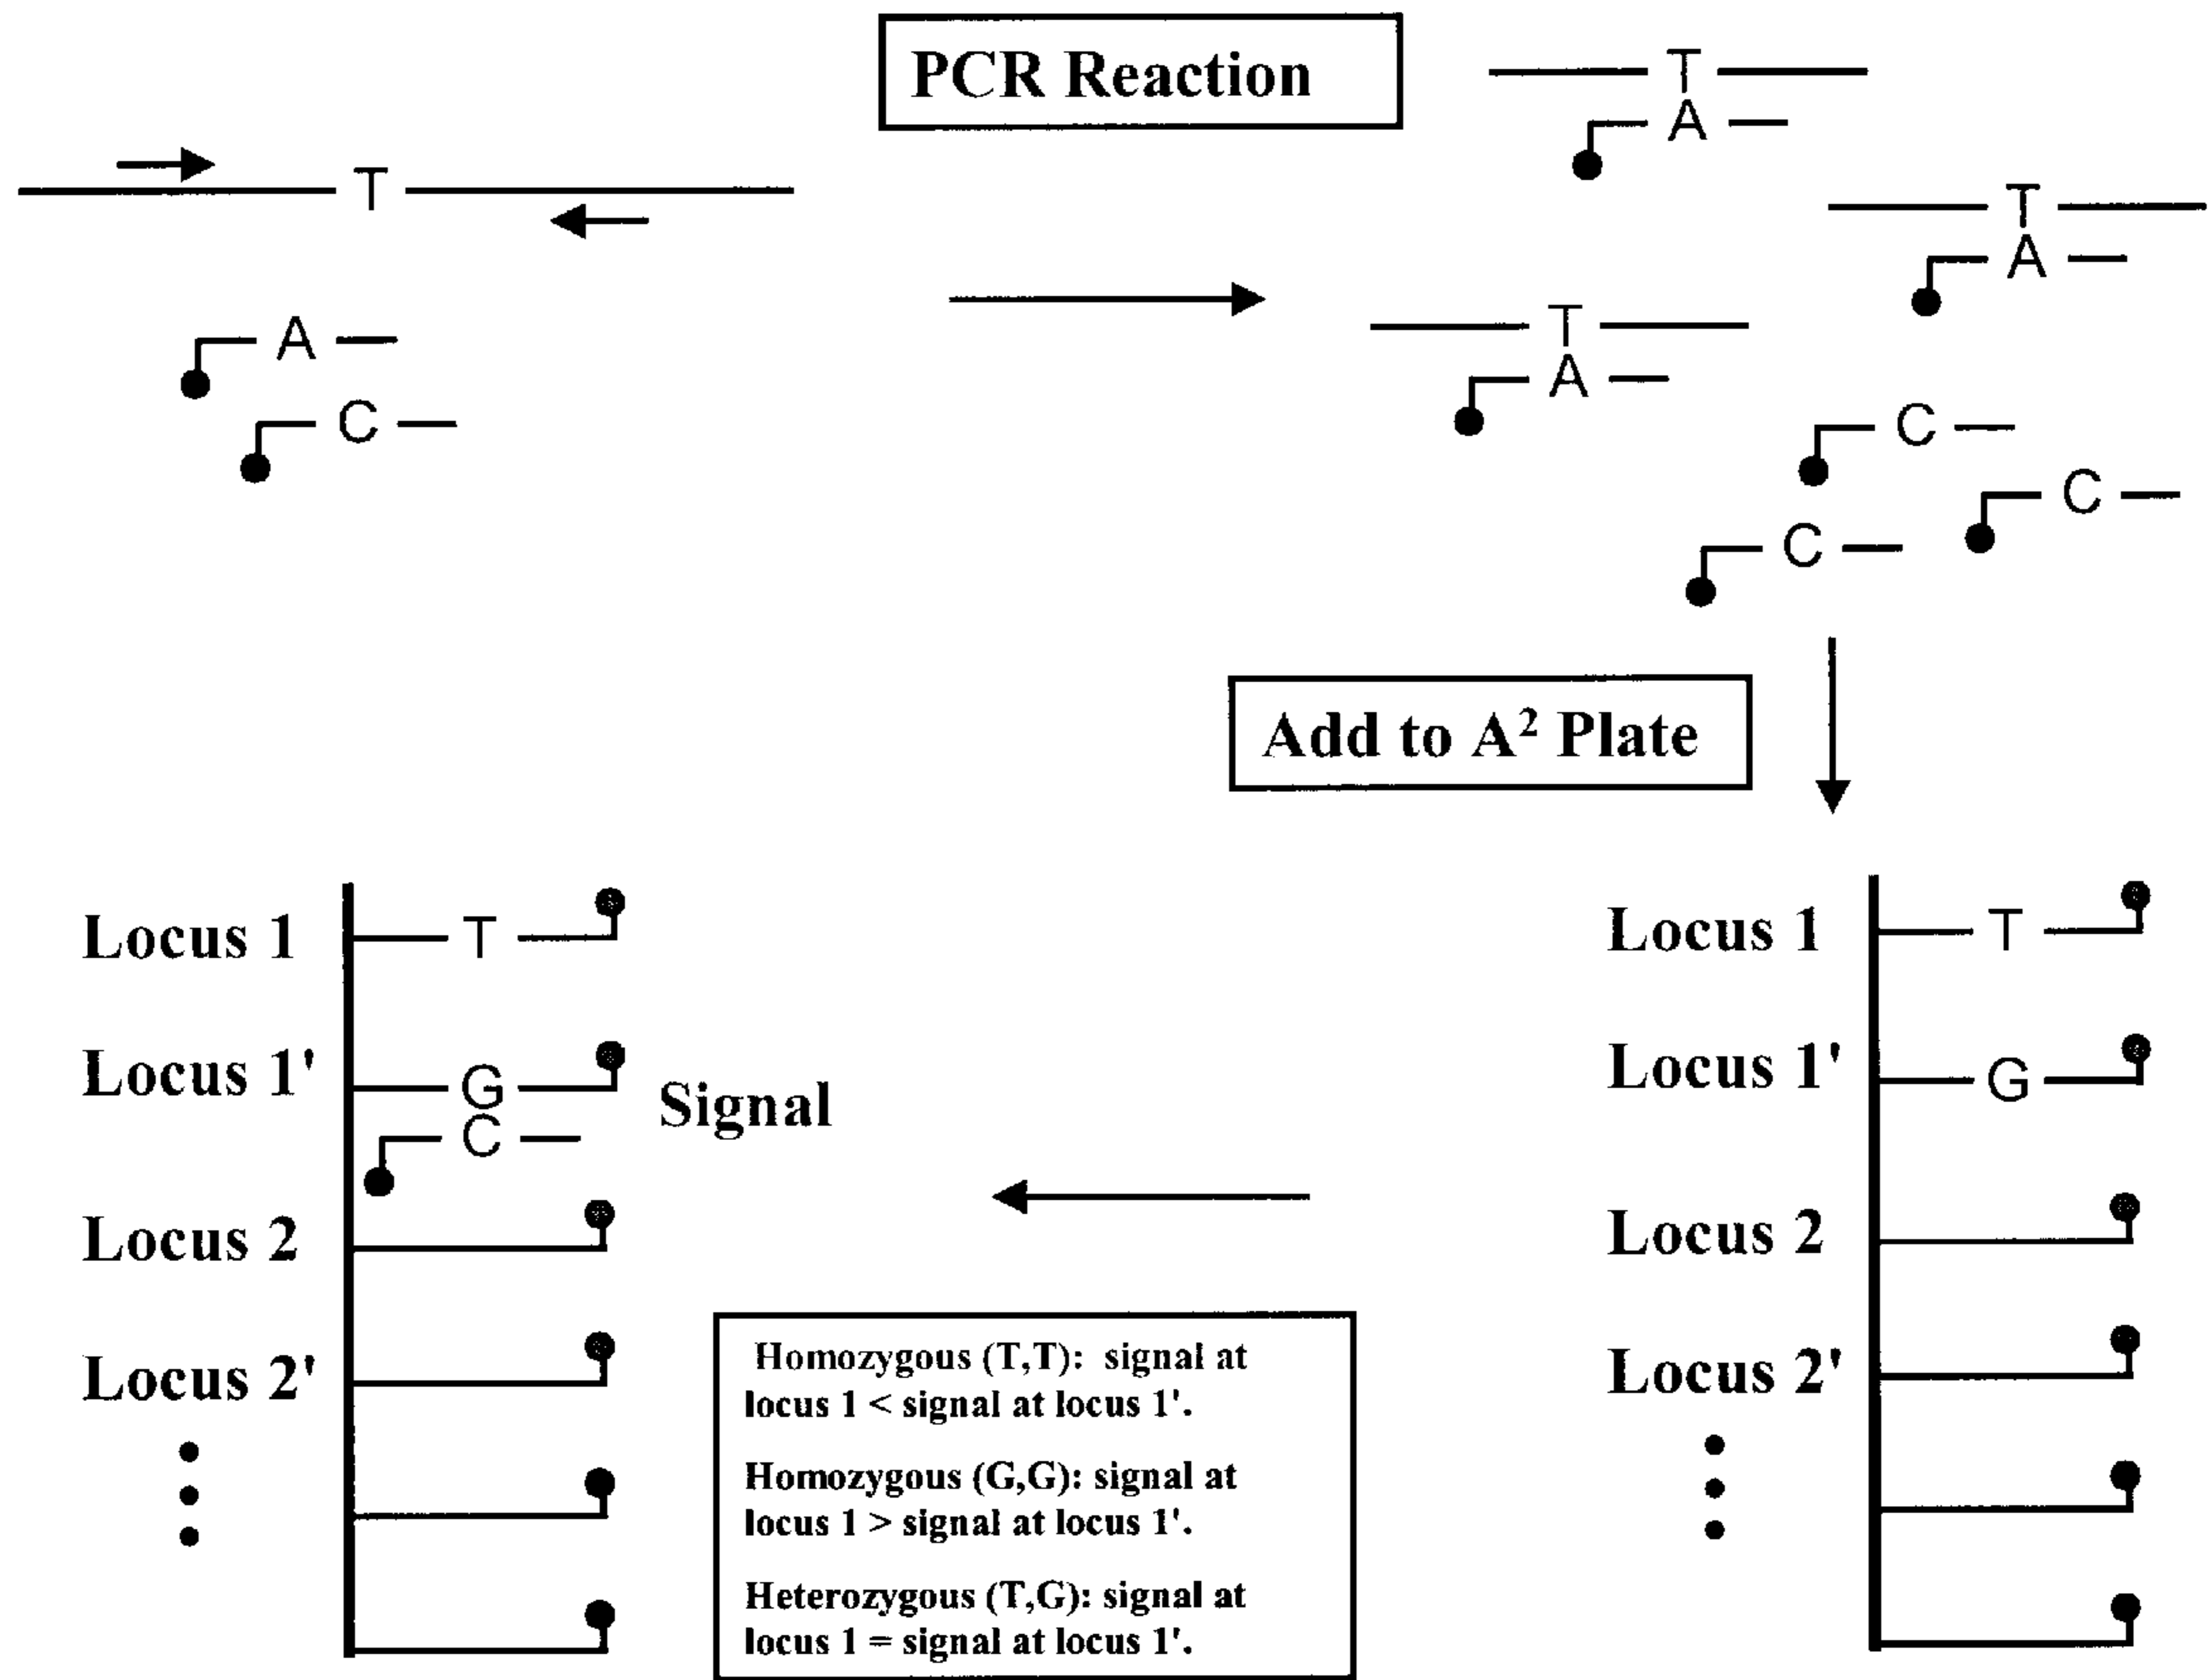 PCR Reaction
T
A
C
T
A
T
A
T
A
C
C
C
Add to A² Plate
Locus 1 T
Locus 1' G
Locus 2
Locus 2'
Locus 1 T
Locus 1' G
C
Signal
Locus 2
Locus 2'
Homozygous (T,T): signal at
locus 1 < signal at locus 1'.
Homozygous (G,G): signal at
locus 1 > signal at locus 1'.
Heterozygous (T,G): signal at
locus 1 = signal at locus 1'.